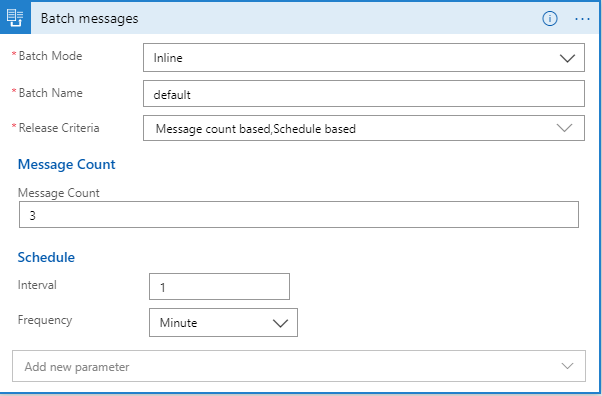 Batch messages
* Batch Mode Inline
* Batch Name default
* Release Criteria Message count based,Schedule based
Message Count
Message Count
3
Schedule
Interval 1
Frequency Minute
Add new parameter